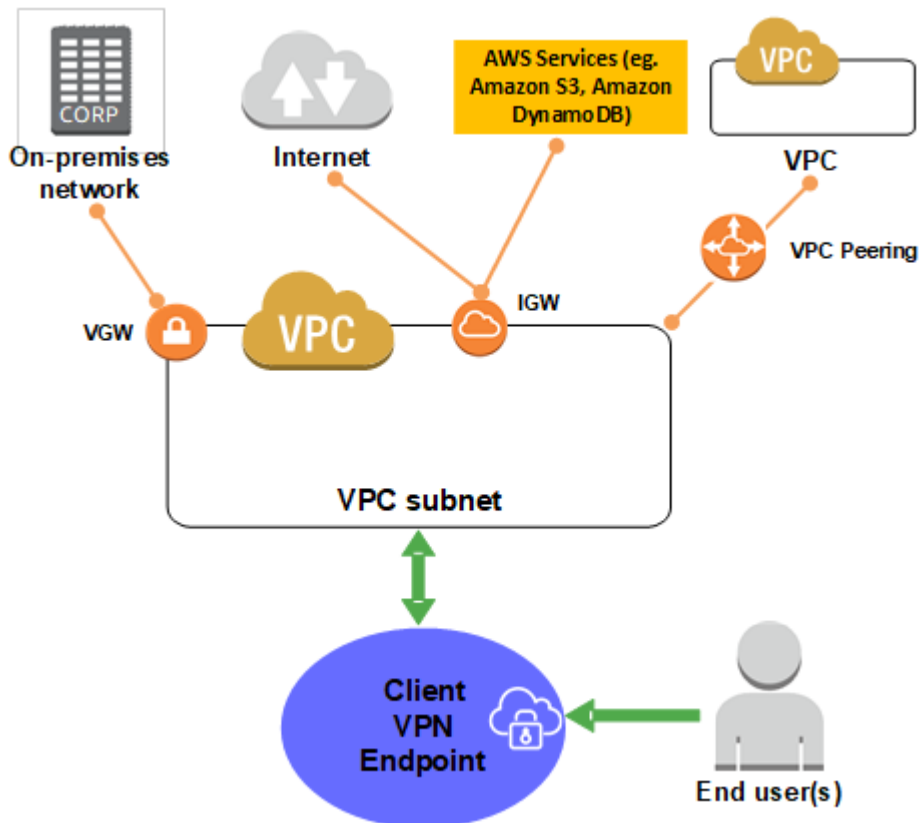 CORP
On-premises
network
Internet
AWS Services (eg.
Amazon S3, Amazon
DynamoDB)
VPC
VPC
VPC Peering
VGW
VPC
IGW
VPC subnet
Client
VPN
Endpoint
End user(s)